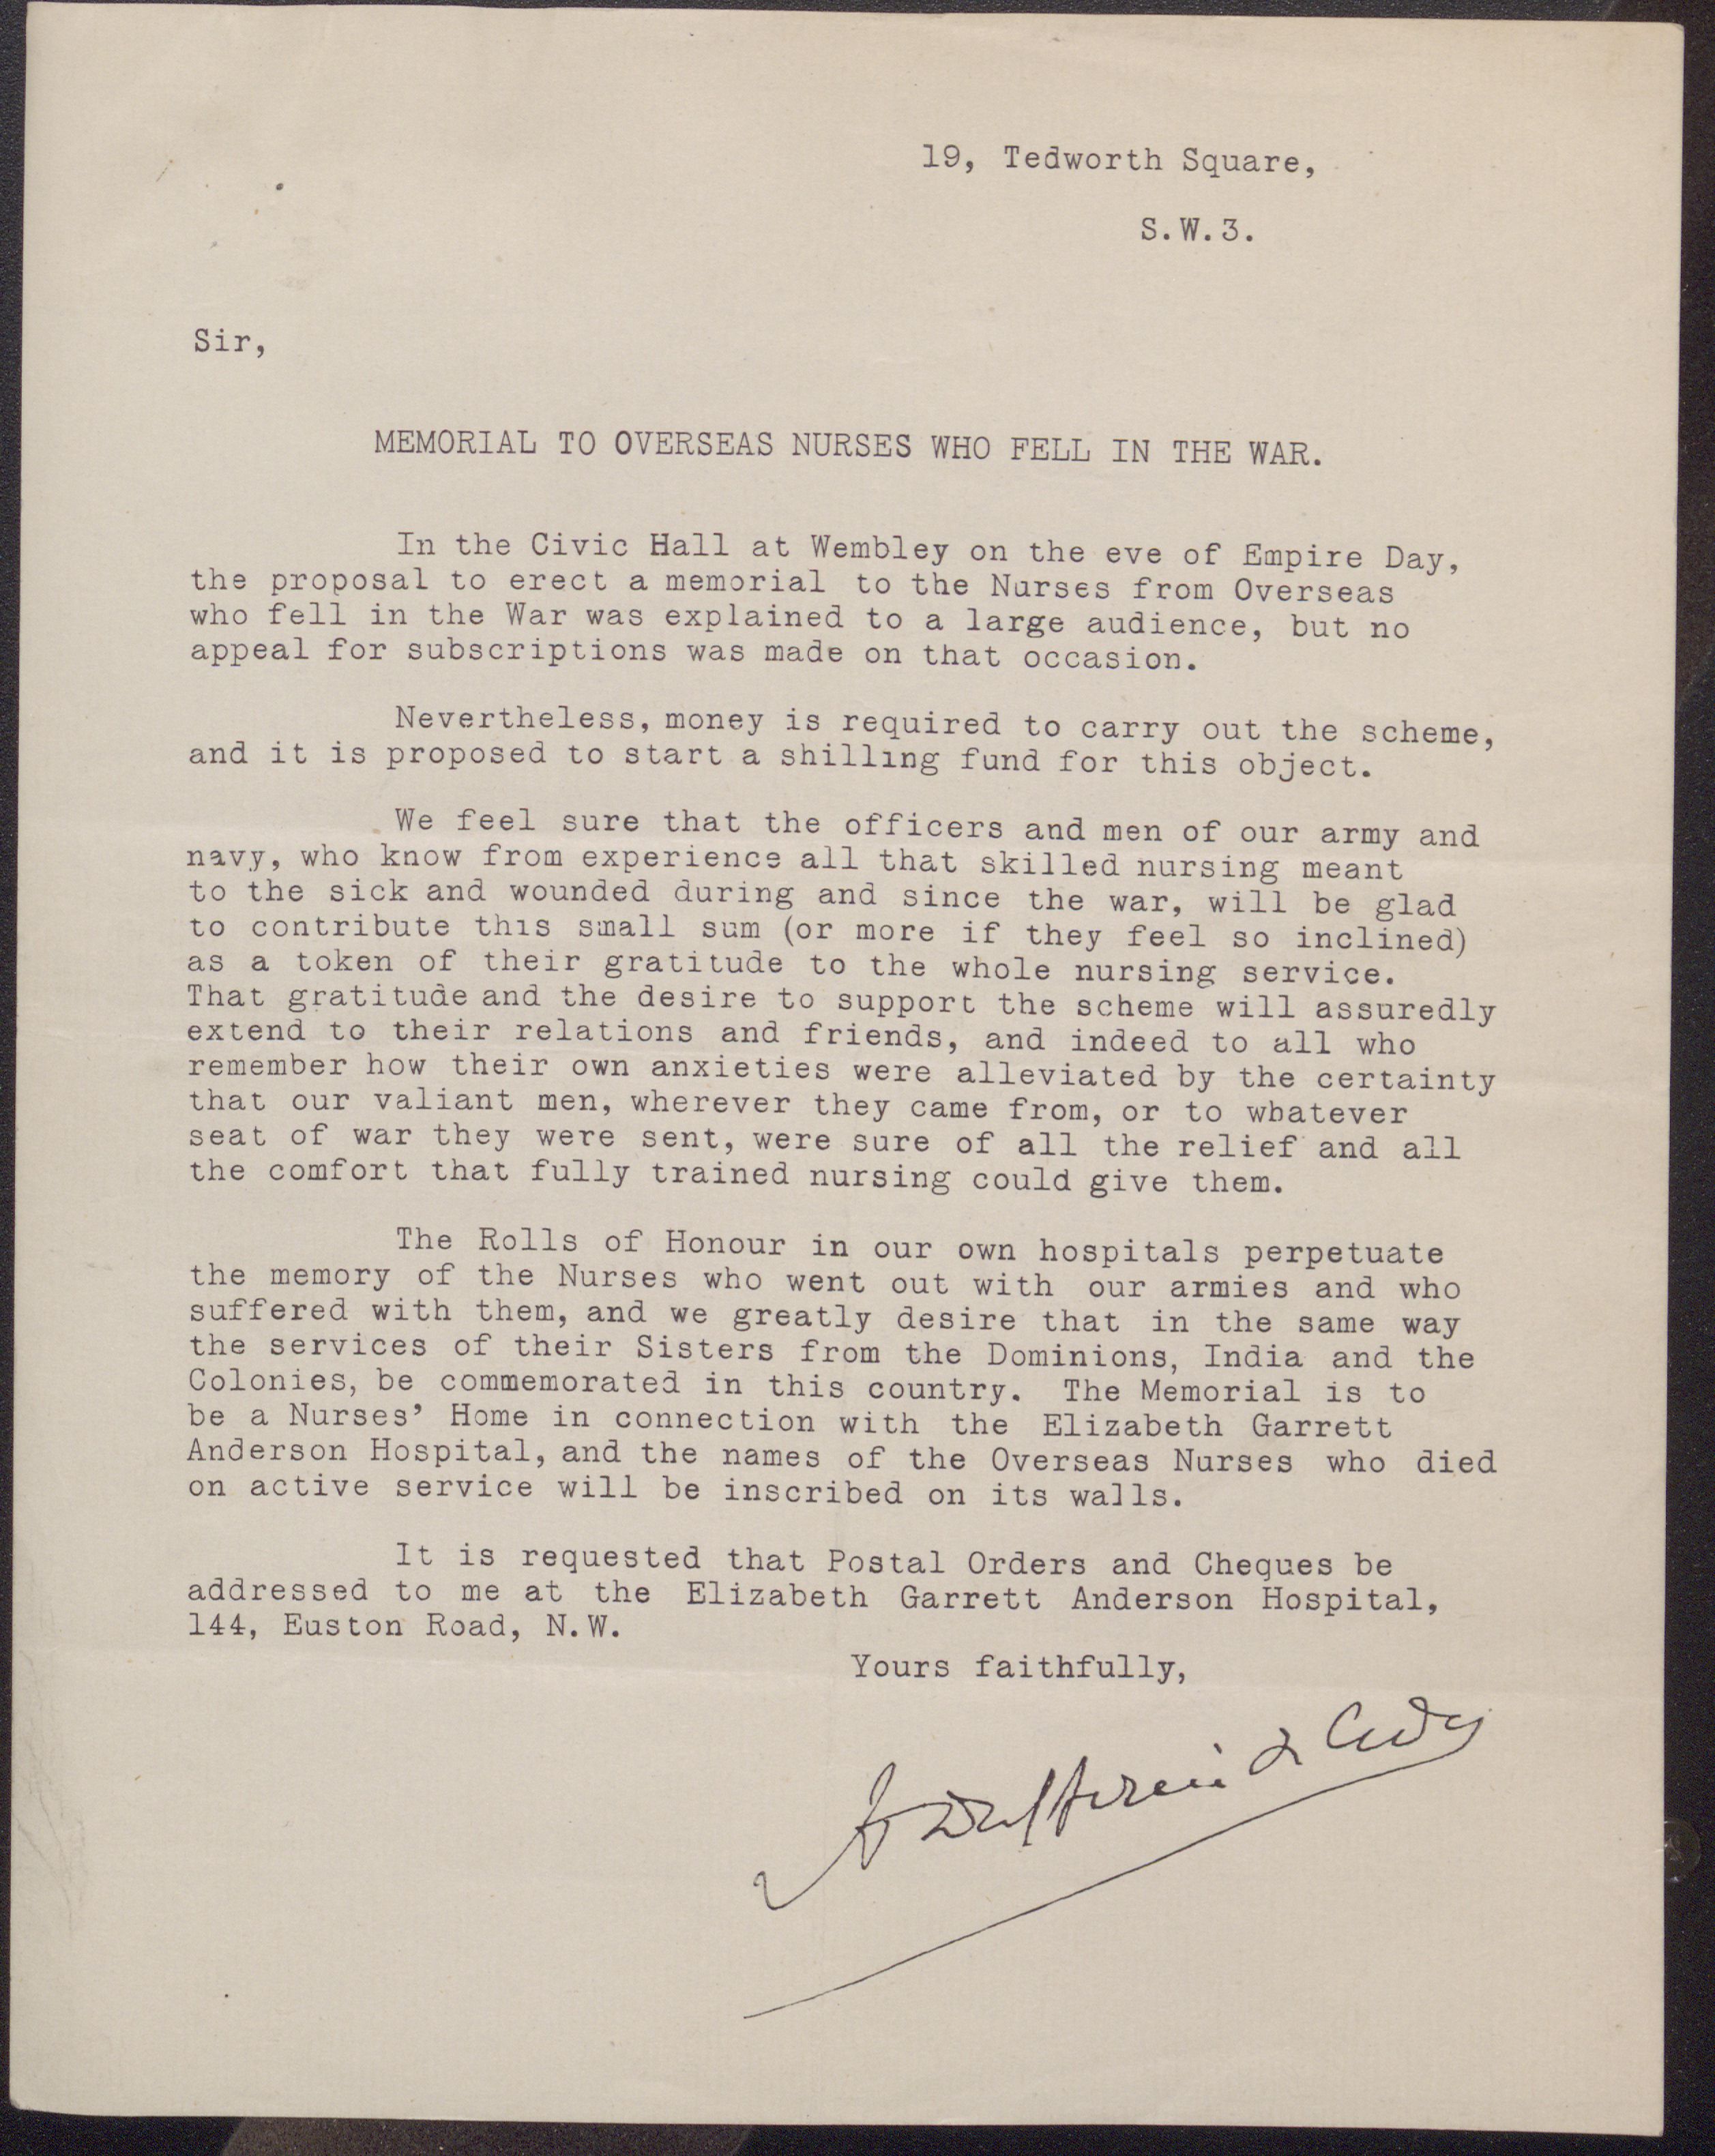 19, Tedworth Square,
S.W.3.
Sir,
MEMORIAL TO OVERSEAS NURSES WHO FELL IN THE WAR.
In the Civic Hall at Wembley on the eve of Empire Day,
the proposal to erect a memorial to the Nurses from Overseas
who fell in the War was explained to a large audience, but no
appeal for subscriptions was made on that occasion.
Nevertheless, money is required to carry out the scheme,
and it is proposed to start a shilling fund for this object.
We feel sure that the officers and men of our army and
navy, who know from experience all that skilled nursing meant
to the sick and wounded during and since the war, will be glad
to contribute this small sum (or more if they feel so inclined)
as a token of their gratitude to the whole nursing service.
That gratitude and the desire to support the scheme will assuredly
extend to their relations and friends, and indeed to all who
remember how their own anxieties were alleviated by the certainty
that our valiant men, wherever they came from, or to whatever
seat of war they were sent, were sure of all the relief and all
the comfort that fully trained nursing could give them.
The Rolls of Honour in our own hospitals perpetuate
the memory of the Nurses who went out with our armies and who
suffered with them, and we greatly desire that in the same way
the services of their Sisters from the Dominions, India and the
Colonies, be commemorated in this country. The Memorial is to
be a Nurses' Home in connection with the Elizabeth Garrett
Anderson Hospital, and the names of the Overseas Nurses who died
on active service will be inscribed on its walls.
It is requested that Postal Orders and Cheques be
addressed to me at the Elizabeth Garrett Anderson Hospital,
144, Euston Road, N.W.
Yours faithfully,
Dufferin & Ava